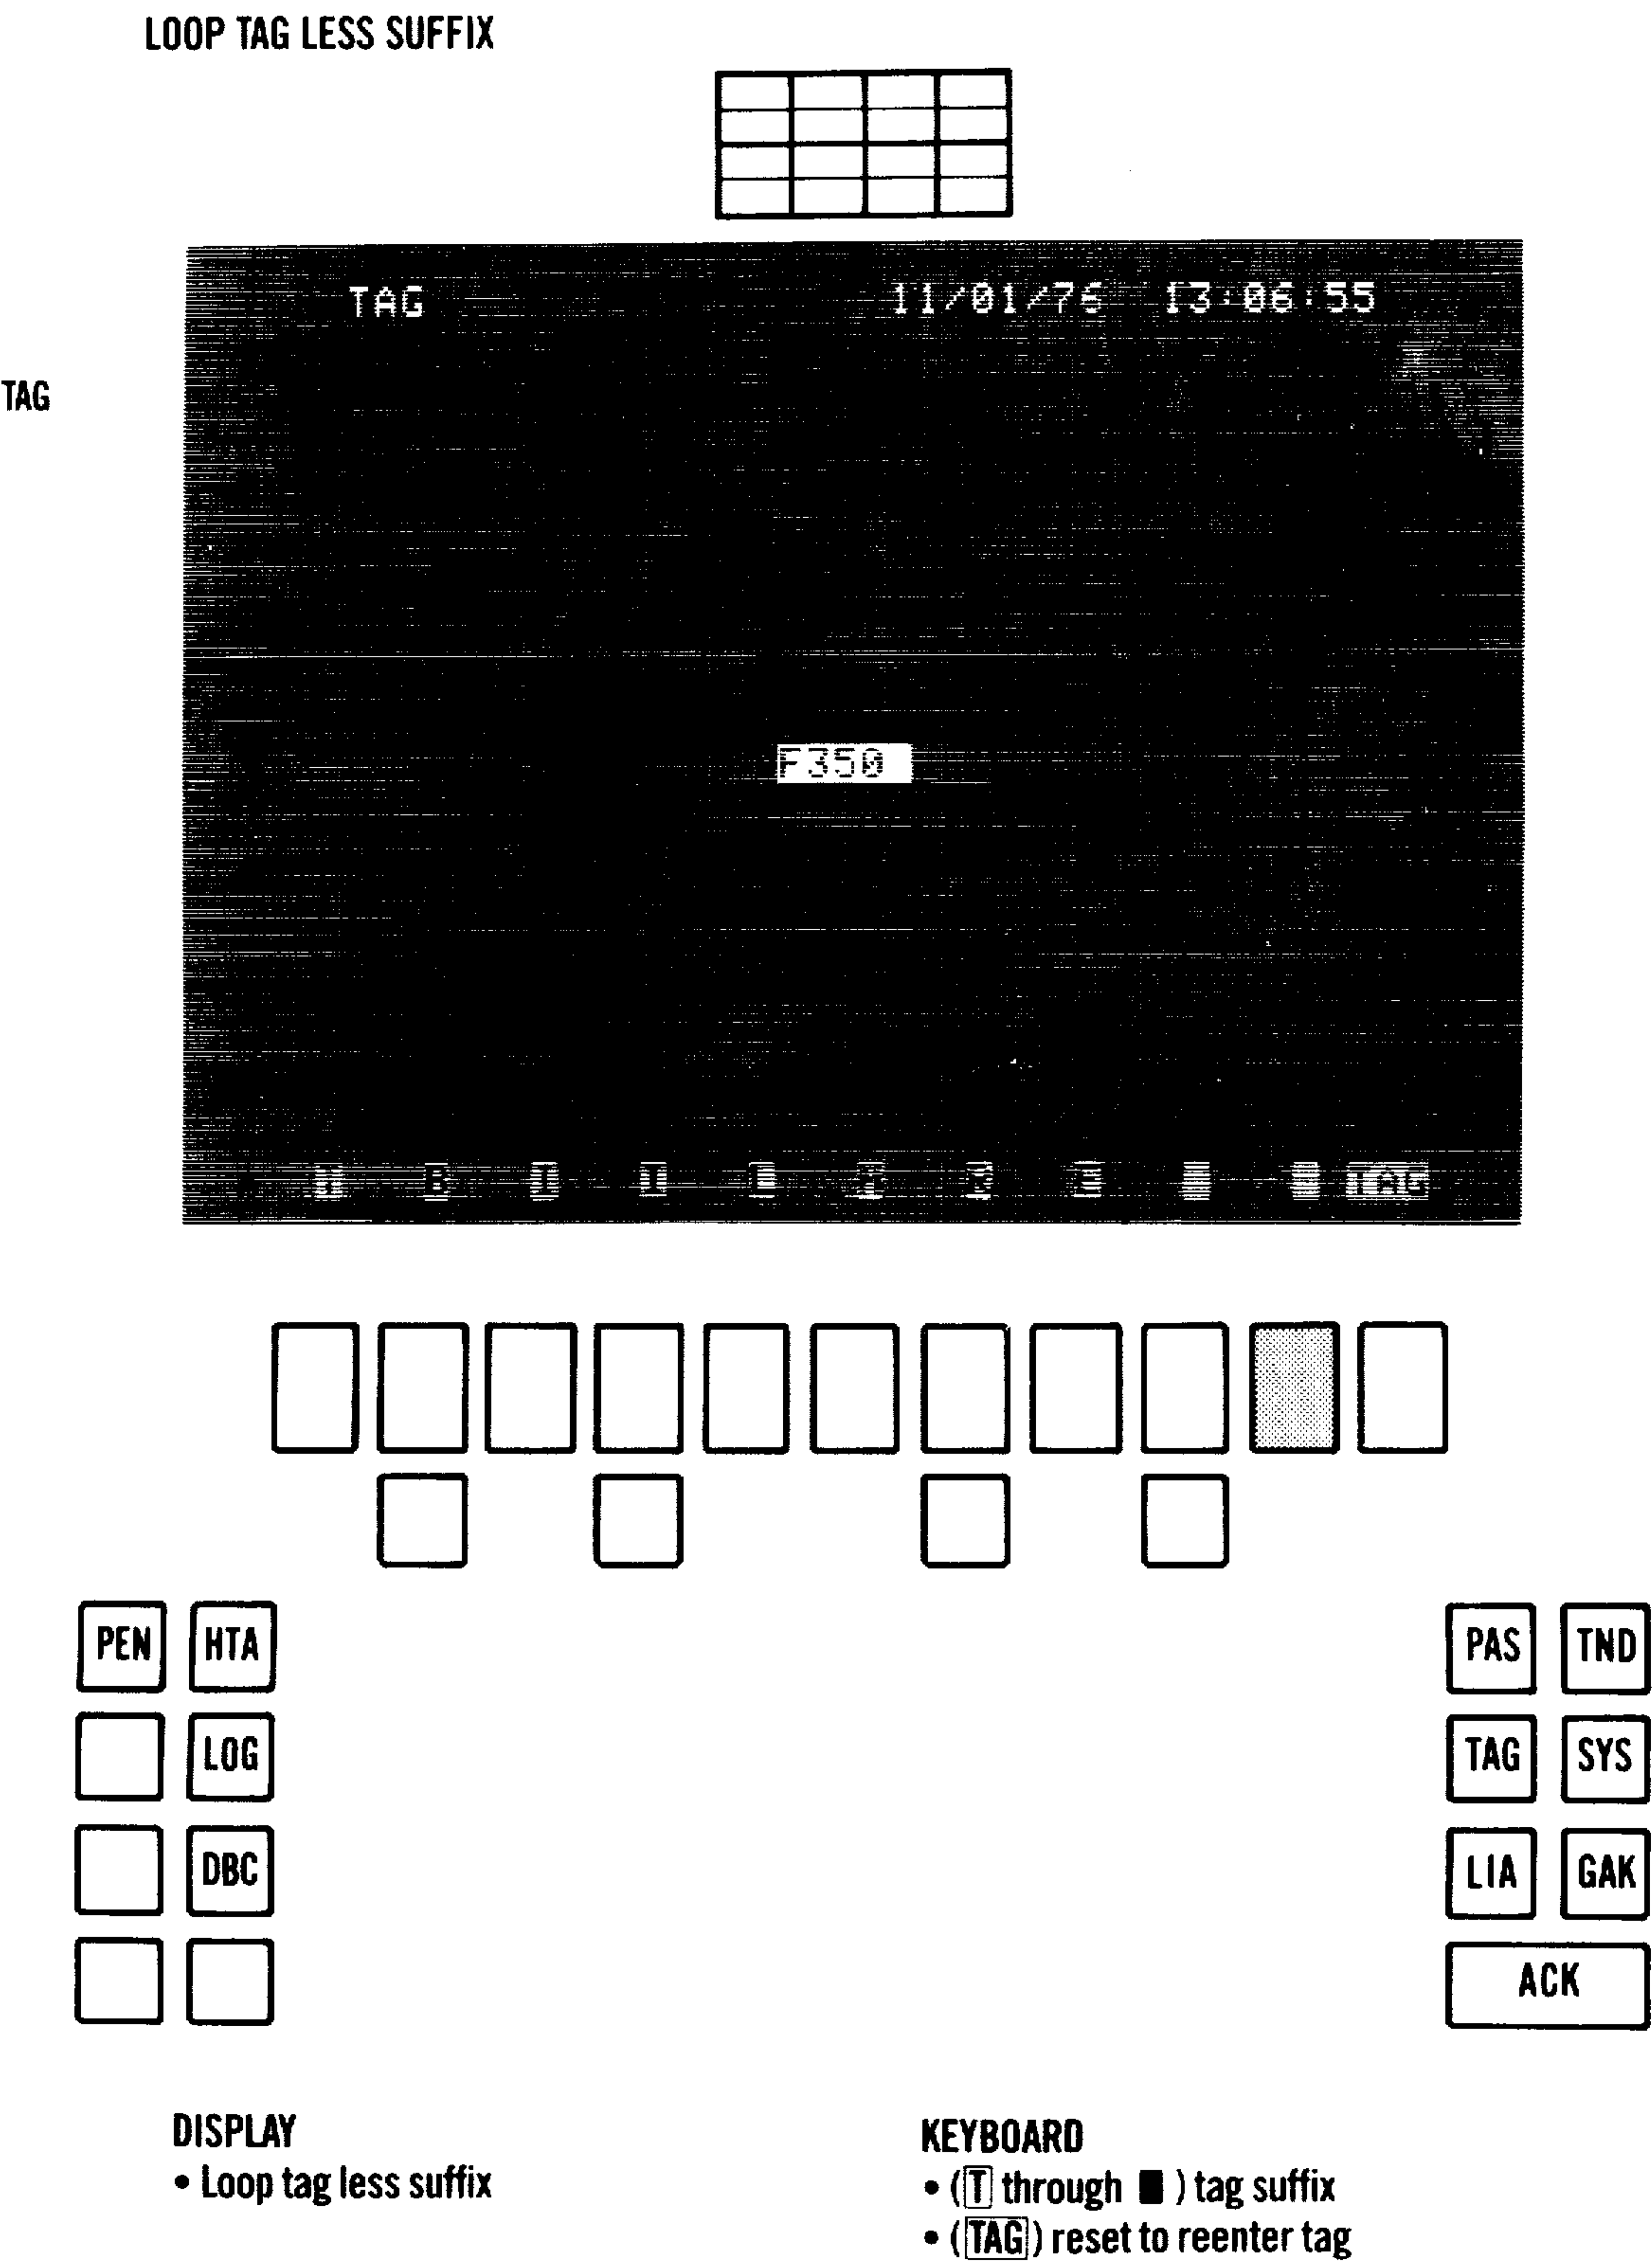 LOOP TAG LESS SUFFIX
TAG 11/01/76 13:06:55
TAG
F350
TAG
PEN HTA PAS TND
LOG TAG SYS
DBC LIA GAK
ACK
DISPLAY
• Loop tag less suffix
KEYBOARD
• (T through ■) tag suffix
• (TAG) reset to reenter tag